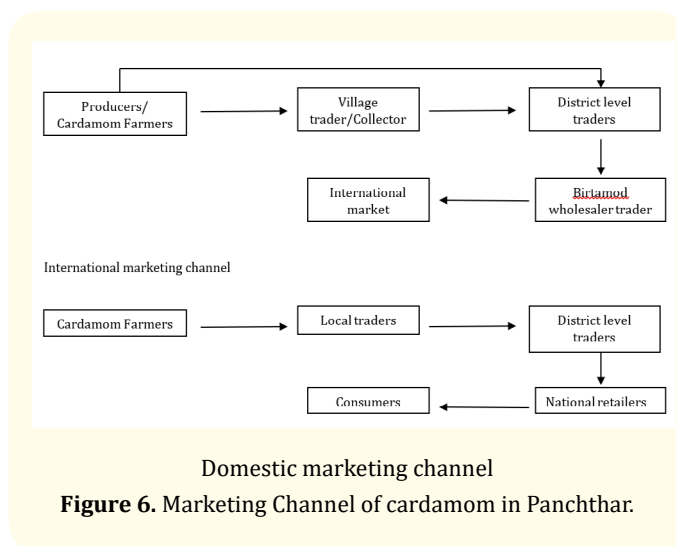 Producers/
Cardamom Farmers
Village
trader/Collector
District level
traders
International
market
Birtamod
wholesaler trader
International marketing channel
Cardamom Farmers
Local traders
District level
traders
Consumers
National retailers
Domestic marketing channel
Figure 6. Marketing Channel of cardamom in Panchthar.